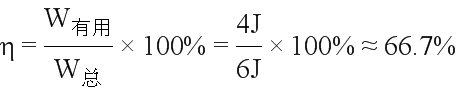 η = W有用/W总 × 100% = 4J/6J × 100% ≈ 66.7%